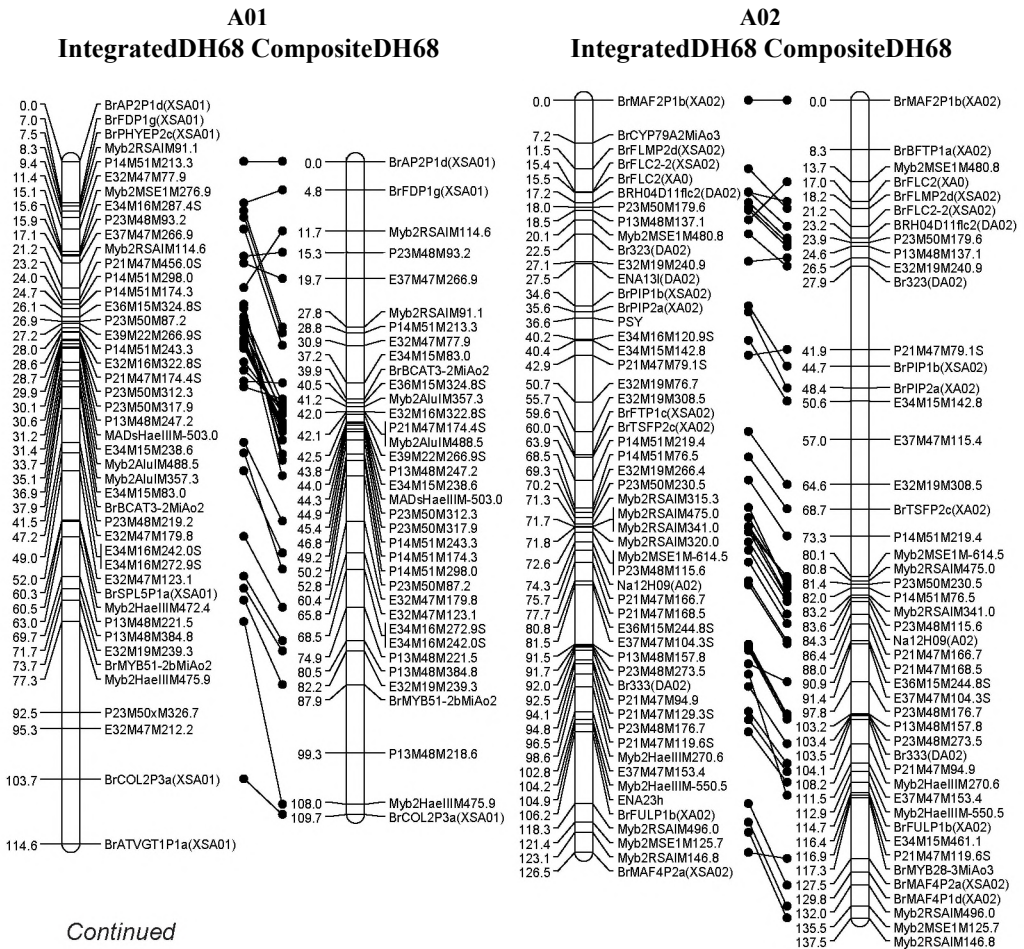 A01
IntegratedDH68 CompositeDH68
0.0 BrAP2P1d(XSA01)
7.0 BrFDP1g(XSA01)
7.5 BrPHYEP2c(XSA01)
8.3 Myb2RSAIM91.1
9.4 P14M51M213.3
11.4 E32M47M77.9
15.1 Myb2MSE1M276.9
15.6 E34M16M287.4S
15.9 P23M48M93.2
17.1 E37M47M266.9
21.2 Myb2RSAIM114.6
23.2 P21M47M456.0S
24.0 P14M51M298.0
24.7 P14M51M174.3
26.1 E36M15M324.8S
26.9 P23M50M87.2
27.2 E39M22M266.9S
28.0 P14M51M243.3
28.6 E32M16M322.8S
28.7 P21M47M174.4S
29.9 P23M50M312.3
30.1 P23M50M317.9
30.6 P13M48M247.2
31.2 MADsHaeIIIM-503.0
31.4 E34M15M238.6
33.7 Myb2AluIM488.5
35.1 Myb2AluIM357.3
36.9 E34M15M83.0
37.9 BrBCAT3-2MiAo2
41.5 P23M48M219.2
47.2 E32M47M179.8
49.0 E34M16M242.0S
E34M16M272.9S
52.0 E32M47M123.1
60.3 BrSPL5P1a(XSA01)
60.5 Myb2HaeIIIM472.4
63.0 P13M48M221.5
69.7 P13M48M384.8
71.7 E32M19M239.3
73.7 BrMYB51-2bMiAo2
77.3 Myb2HaeIIIM475.9
92.5 P23M50xM326.7
95.3 E32M47M212.2
103.7 BrCOL2P3a(XSA01)
114.6 BrATVGT1P1a(XSA01)
0.0 BrAP2P1d(XSA01)
4.8 BrFDP1g(XSA01)
11.7 Myb2RSAIM114.6
15.3 P23M48M93.2
19.7 E37M47M266.9
27.8 Myb2RSAIM91.1
28.8 P14M51M213.3
30.9 E32M47M77.9
37.2 E34M15M83.0
39.9 BrBCAT3-2MiAo2
40.5 E36M15M324.8S
41.2 Myb2AluIM357.3
42.0 E32M16M322.8S
42.1 P21M47M174.4S
Myb2AluIM488.5
42.5 E39M22M266.9S
43.8 P13M48M247.2
44.0 E34M15M238.6
44.3 MADsHaeIIIM-503.0
44.9 P23M50M312.3
45.4 P23M50M317.9
46.8 P14M51M243.3
49.2 P14M51M174.3
50.2 P14M51M298.0
52.8 P23M50M87.2
60.4 E32M47M179.8
65.8 E32M47M123.1
68.5 E34M16M272.9S
E34M16M242.0S
74.9 P13M48M221.5
80.5 P13M48M384.8
82.2 E32M19M239.3
87.9 BrMYB51-2bMiAo2
99.3 P13M48M218.6
108.0 Myb2HaeIIIM475.9
109.7 BrCOL2P3a(XSA01)
Continued
A02
IntegratedDH68 CompositeDH68
0.0 BrMAF2P1b(XA02)
7.2 BrCYP79A2MiAo3
11.5 BrFLMP2d(XSA02)
15.4 BrFLC2-2(XSA02)
15.5 BrFLC2(XA0)
17.2 BRH04D11flc2(DA02)
18.0 P23M50M179.6
18.5 P13M48M137.1
20.1 Myb2MSE1M480.8
22.5 Br323(DA02)
27.1 E32M19M240.9
27.5 ENA13I(DA02)
34.6 BrPIP1b(XSA02)
35.6 BrPIP2a(XA02)
36.6 PSY
40.2 E34M16M120.9S
40.4 E34M15M142.8
42.9 P21M47M79.1S
50.7 E32M19M76.7
55.7 E32M19M308.5
59.6 BrFTP1c(XSA02)
60.0 BrTSFP2c(XA02)
63.9 P14M51M219.4
68.5 P14M51M76.5
69.3 E32M19M266.4
70.2 P23M50M230.5
71.3 Myb2RSAIM315.3
71.7 Myb2RSAIM475.0
Myb2RSAIM341.0
71.8 Myb2RSAIM320.0
72.6 Myb2MSE1M-614.5
P23M48M115.6
74.3 Na12H09(A02)
75.7 P21M47M166.7
77.7 P21M47M168.5
80.8 E36M15M244.8S
81.5 E37M47M104.3S
91.5 P13M48M157.8
91.7 P23M48M273.5
92.0 Br333(DA02)
92.5 P21M47M94.9
94.1 P21M47M129.3S
94.8 P23M48M176.7
96.5 P21M47M119.6S
98.6 Myb2HaeIIIM270.6
102.8 E37M47M153.4
104.2 Myb2HaeIIIM-550.5
104.9 ENA23h
106.2 BrFULP1b(XA02)
118.3 Myb2RSAIM496.0
121.4 Myb2MSE1M125.7
123.1 Myb2RSAIM146.8
126.5 BrMAF4P2a(XSA02)
0.0 BrMAF2P1b(XA02)
8.3 BrBFTP1a(XA02)
13.7 Myb2MSE1M480.8
17.0 BrFLC2(XA0)
18.2 BrFLMP2d(XSA02)
21.2 BrFLC2-2(XSA02)
23.2 BRH04D11flc2(DA02)
23.9 P23M50M179.6
24.6 P13M48M137.1
26.5 E32M19M240.9
27.9 Br323(DA02)
41.9 P21M47M79.1S
44.7 BrPIP1b(XSA02)
48.4 BrPIP2a(XA02)
50.6 E34M15M142.8
57.0 E37M47M115.4
64.6 E32M19M308.5
68.7 BrTSFP2c(XA02)
73.3 P14M51M219.4
80.1 Myb2MSE1M-614.5
80.8 Myb2RSAIM475.0
81.4 P23M50M230.5
82.0 P14M51M76.5
83.2 Myb2RSAIM341.0
83.6 P23M48M115.6
84.3 Na12H09(A02)
86.4 P21M47M166.7
88.0 P21M47M168.5
90.9 E36M15M244.8S
91.4 E37M47M104.3S
97.8 P23M48M176.7
103.2 P13M48M157.8
103.4 P23M48M273.5
103.5 Br333(DA02)
104.1 P21M47M94.9
108.2 Myb2HaeIIIM270.6
111.5 E37M47M153.4
112.9 Myb2HaeIIIM-550.5
114.7 BrFULP1b(XA02)
116.4 E34M15M461.1
116.9 P21M47M119.6S
117.3 BrMYB28-3MiAo3
127.5 BrMAF4P2a(XSA02)
129.8 BrMAF4P1d(XA02)
132.0 Myb2RSAIM496.0
135.5 Myb2MSE1M125.7
137.5 Myb2RSAIM146.8